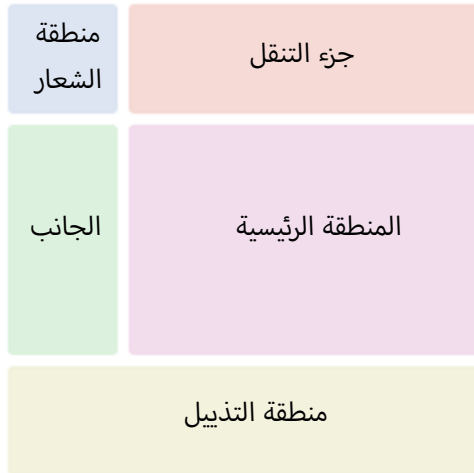 منطقة
الشعار
جزء التنقل
الجانب
المنطقة الرئيسية
منطقة التذييل